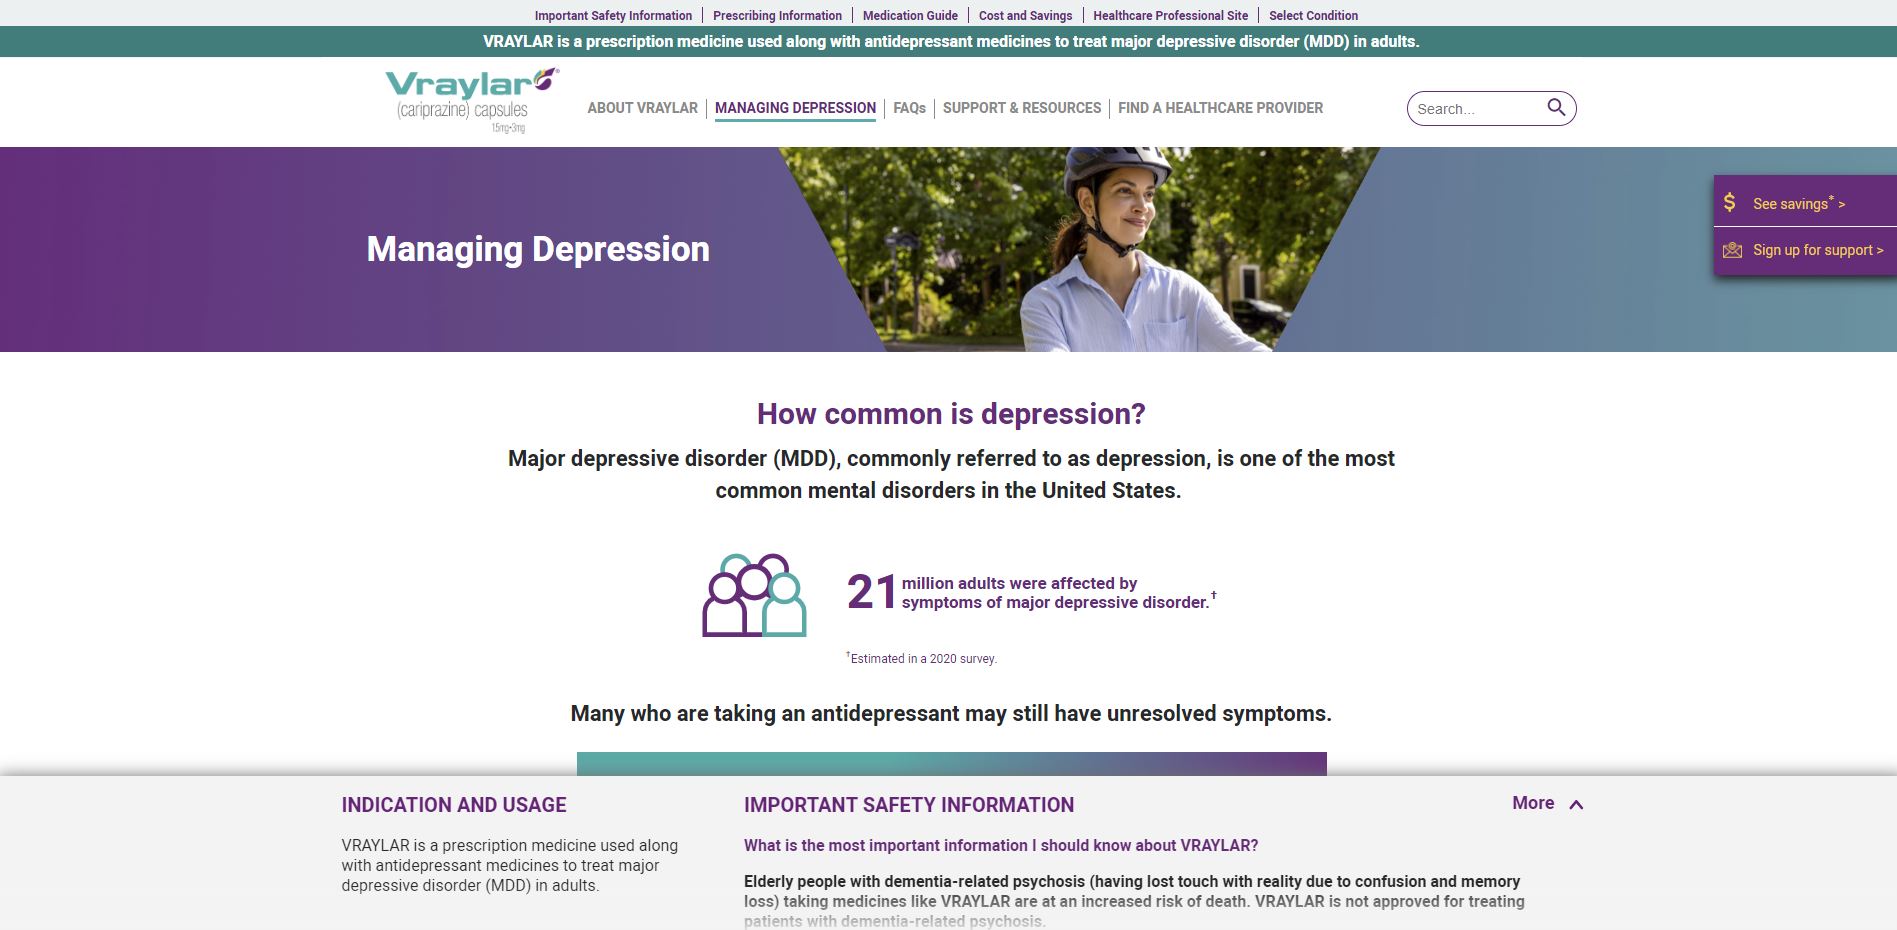 Important Safety Information
Prescribing Information
Medication Guide
Cost and Savings
Healthcare Professional Site
Select Condition
VRAYLAR is a prescription medicine used along with antidepressant medicines to treat major depressive disorder (MDD) in adults.
Vraylar®
(cariprazine) capsules
1.5mg•3mg
ABOUT VRAYLAR
MANAGING DEPRESSION
FAQs
SUPPORT & RESOURCES
FIND A HEALTHCARE PROVIDER
Search...
Managing Depression
$ See savings* >
Sign up for support >
How common is depression?
Major depressive disorder (MDD), commonly referred to as depression, is one of the most
common mental disorders in the United States.
21 million adults were affected by
symptoms of major depressive disorder.†
†Estimated in a 2020 survey.
Many who are taking an antidepressant may still have unresolved symptoms.
INDICATION AND USAGE
VRAYLAR is a prescription medicine used along
with antidepressant medicines to treat major
depressive disorder (MDD) in adults.
IMPORTANT SAFETY INFORMATION
More
What is the most important information I should know about VRAYLAR?
Elderly people with dementia-related psychosis (having lost touch with reality due to confusion and memory
loss) taking medicines like VRAYLAR are at an increased risk of death. VRAYLAR is not approved for treating
patients with dementia-related psychosis.